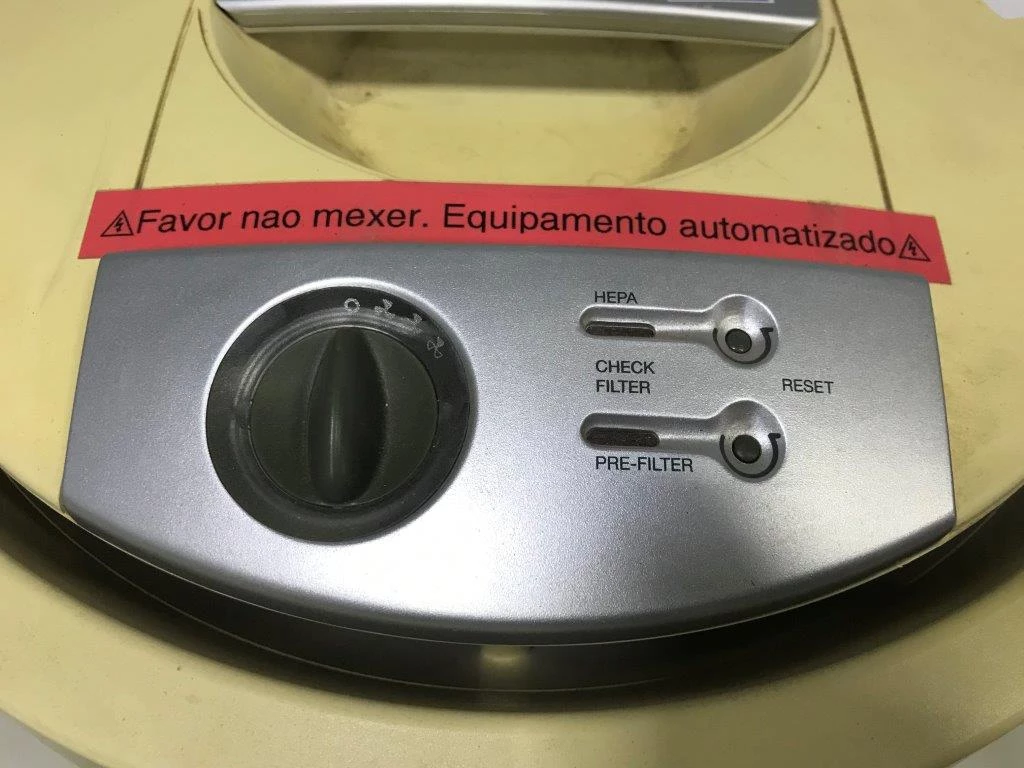 Favor nao mexer. Equipamento automatizado
HEPA
CHECK
FILTER
RESET
PRE-FILTER